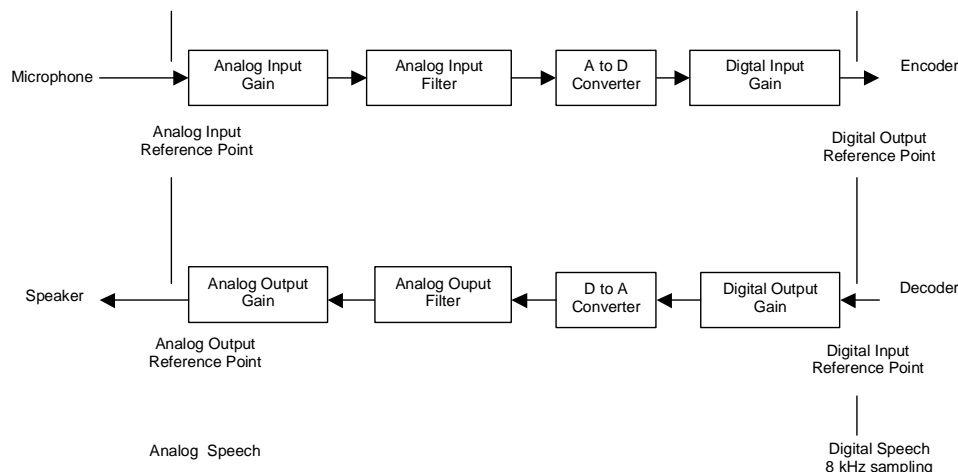 Microphone
Analog Input
Gain
Analog Input
Filter
A to D
Converter
Digtal Input
Gain
Encoder
Analog Input
Reference Point
Digital Output
Reference Point
Speaker
Analog Output
Gain
Analog Ouput
Filter
D to A
Converter
Digital Output
Gain
Decoder
Analog Output
Reference Point
Digital Input
Reference Point
Analog Speech
Digital Speech
8 kHz sampling